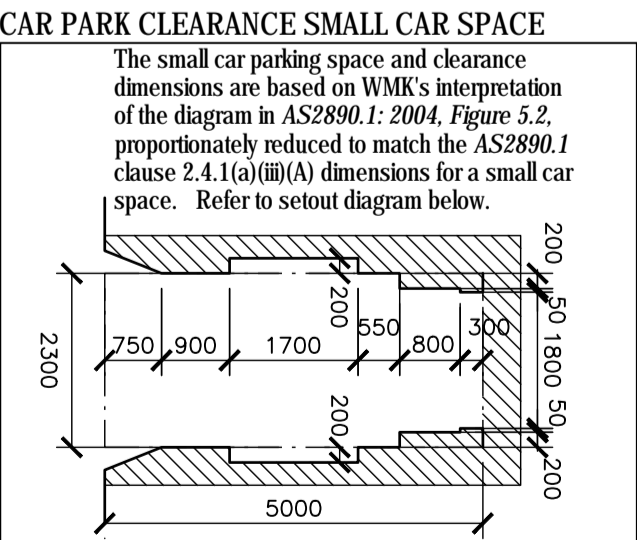 CAR PARK CLEARANCE SMALL CAR SPACE
The small car parking space and clearance
dimensions are based on WMK's interpretation
of the diagram in AS2890.1: 2004, Figure 5.2,
proportionately reduced to match the AS2890.1
clause 2.4.1(a)(iii)(A) dimensions for a small car
space. Refer to setout diagram below.
200
50
1800
50
200
2300
750
900
200
1700
550
800
300
200
5000